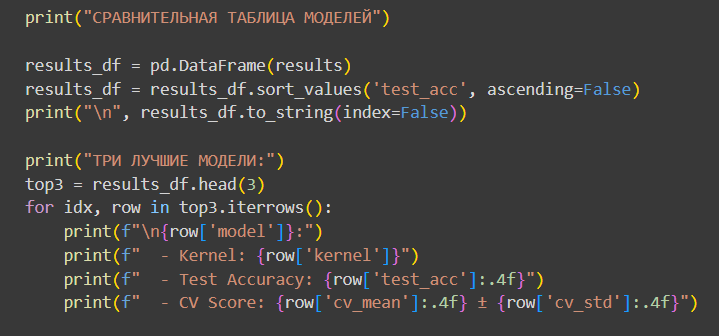 print("СРАВНИТЕЛЬНАЯ ТАБЛИЦА МОДЕЛЕЙ")

results_df = pd.DataFrame(results)
results_df = results_df.sort_values('test_acc', ascending=False)
print("\n", results_df.to_string(index=False))

print("ТРИ ЛУЧШИЕ МОДЕЛИ:")
top3 = results_df.head(3)
for idx, row in top3.iterrows():
    print(f"\n{row['model']}:")
    print(f"  - Kernel: {row['kernel']}")
    print(f"  - Test Accuracy: {row['test_acc']:.4f}")
    print(f"  - CV Score: {row['cv_mean']:.4f} ± {row['cv_std']:.4f}")